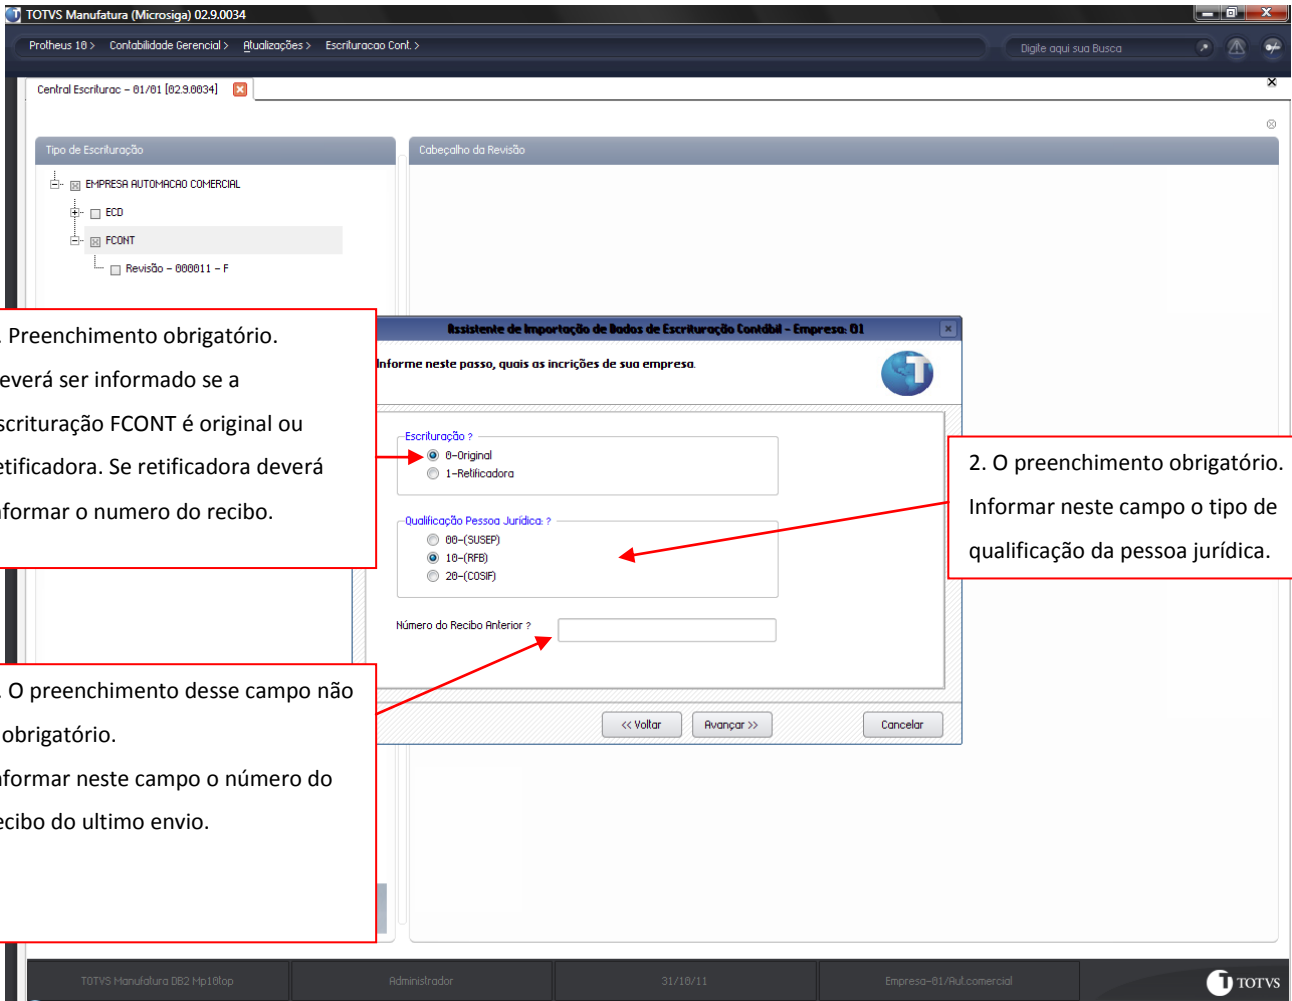 TOTVS Manufatura (Microsiga) 02.9.0034
Protheus 10 > Contabilidade Gerencial > Atualizações > Escrituracao Cont. >
Digite aqui sua Busca
Central Escriturac - 01/01 [02.9.0034]
Tipo de Escrituração
Cabeçalho da Revisão
EMPRESA AUTOMACAO COMERCIAL
ECD
FCONT
Revisão - 000011 - F
. Preenchimento obrigatório.
everá ser informado se a
scrituração FCONT é original ou
etificadora. Se retificadora deverá
nformar o numero do recibo.
Assistente de Importação de Dados de Escrituração Contábil - Empresa: 01
Informe neste passo, quais as incrições de sua empresa.
Escrituração ?
0-Original
1-Retificadora
Qualificação Pessoa Jurídica: ?
00-(SUSEP)
10-(RFB)
20-(COSIF)
Número do Recibo Anterior ?
2. O preenchimento obrigatório.
Informar neste campo o tipo de
qualificação da pessoa jurídica.
. O preenchimento desse campo não
obrigatório.
nformar neste campo o número do
ecibo do ultimo envio.
<< Voltar
Avançar >>
Cancelar
TOTVS Manufatura DB2 Mp10top
Administrador
31/10/11
Empresa-01/Aut.comercial
TOTVS